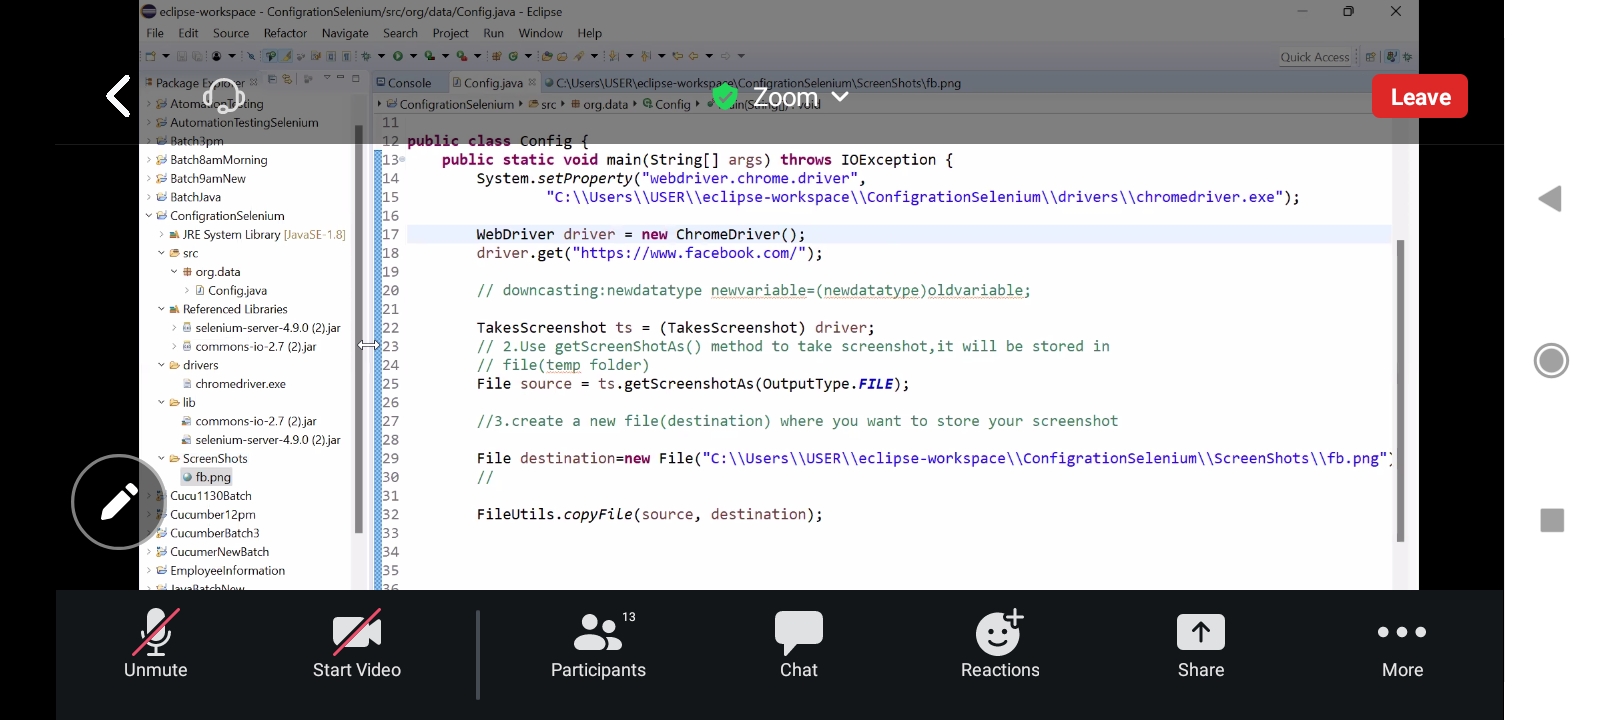 eclipse-workspace - ConfigrationSelenium/src/org/data/Config.java - Eclipse
File Edit Source Refactor Navigate Search Project Run Window Help
Quick Access
Package Explorer
Console
Config.java
C:\Users\USER\eclipse-workspace\ConfigrationSelenium\ScreenShots\fb.png
Zoom
Leave
ConfigrationSelenium src org.data Config main(String[]) : void
AtomationTesting
AutomationTestingSelenium
Batch3pm
Batch8amMorning
Batch9amNew
BatchJava
ConfigrationSelenium
JRE System Library [JavaSE-1.8]
src
org.data
Config.java
Referenced Libraries
selenium-server-4.9.0 (2).jar
commons-io-2.7 (2).jar
drivers
chromedriver.exe
lib
commons-io-2.7 (2).jar
selenium-server-4.9.0 (2).jar
ScreenShots
fb.png
Cucu1130Batch
Cucumber12pm
CucumberBatch3
CucumerNewBatch
EmployeeInformation
JavaBatchNew
11
12 public class Config {
13 public static void main(String[] args) throws IOException {
14 System.setProperty("webdriver.chrome.driver",
15 "C:\\Users\\USER\\eclipse-workspace\\ConfigrationSelenium\\drivers\\chromedriver.exe");
16
17 WebDriver driver = new ChromeDriver();
18 driver.get("https://www.facebook.com/");
19
20 // downcasting:newdatatype newvariable=(newdatatype)oldvariable;
21
22 TakesScreenshot ts = (TakesScreenshot) driver;
23 // 2.Use getScreenShotAs() method to take screenshot,it will be stored in
24 // file(temp folder)
25 File source = ts.getScreenshotAs(OutputType.FILE);
26
27 //3.create a new file(destination) where you want to store your screenshot
28
29 File destination=new File("C:\\Users\\USER\\eclipse-workspace\\ConfigrationSelenium\\ScreenShots\\fb.png")
30 //
31
32 FileUtils.copyFile(source, destination);
33
34
35
36
Unmute
Start Video
13
Participants
Chat
Reactions
Share
More